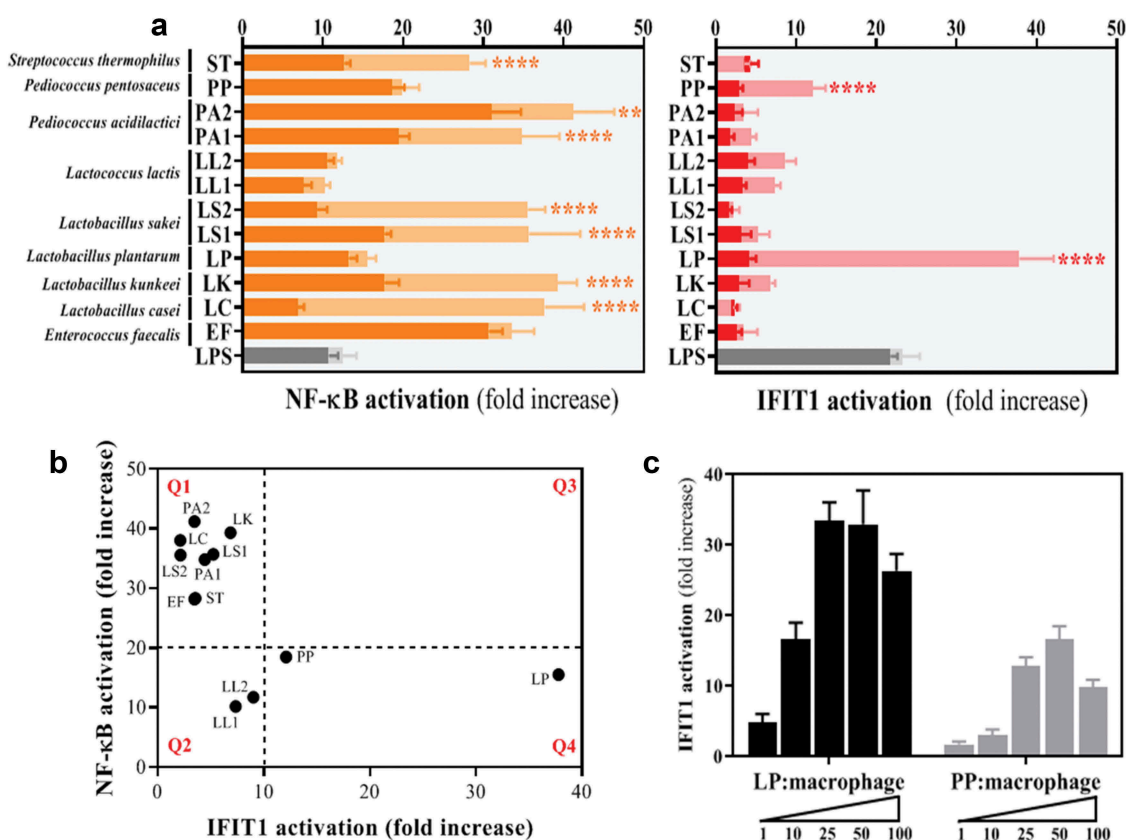 a
0 10 20 30 40 50
0 10 20 30 40 50
Streptococcus thermophilus ST ****
Pediococcus pentosaceus PP
Pediococcus acidilactici PA2 **
PA1 ****
Lactococcus lactis LL2
LL1
Lactobacillus sakei LS2 ****
LS1 ****
Lactobacillus plantarum LP
Lactobacillus kunkeei LK ****
Lactobacillus casei LC ****
Enterococcus faecalis EF
LPS
NF-κB activation (fold increase)
ST
PP ****
PA2
PA1
LL2
LL1
LS2
LS1
LP ****
LK
LC
EF
LPS
IFIT1 activation (fold increase)
b
NF-κB activation (fold increase)
50
40
30
20
10
0
Q1
Q3
PA2
LK
LC
LS1
LS2
PA1
EF ST
PP
LP
LL2
LL1
Q2
Q4
0 10 20 30 40
IFIT1 activation (fold increase)
c
IFIT1 activation (fold increase)
40
30
20
10
0
LP:macrophage PP:macrophage
1 10 25 50 100 1 10 25 50 100